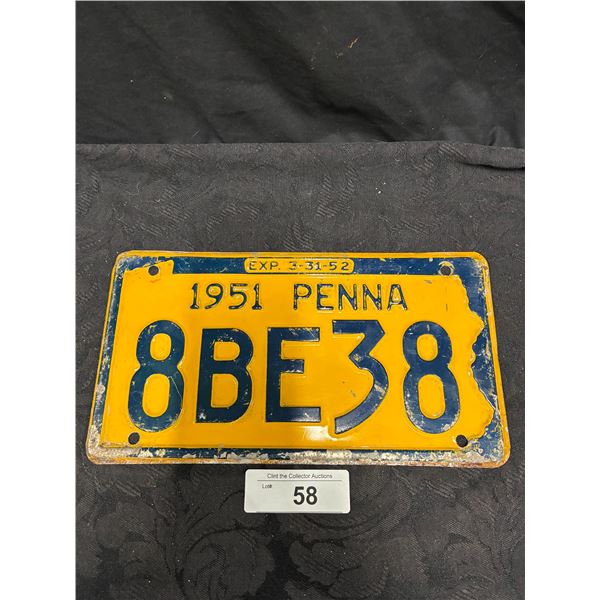 EXP. 3-31-52
1951 PENNA
8BE38
Clint the Collector Auctions
Lot#
58